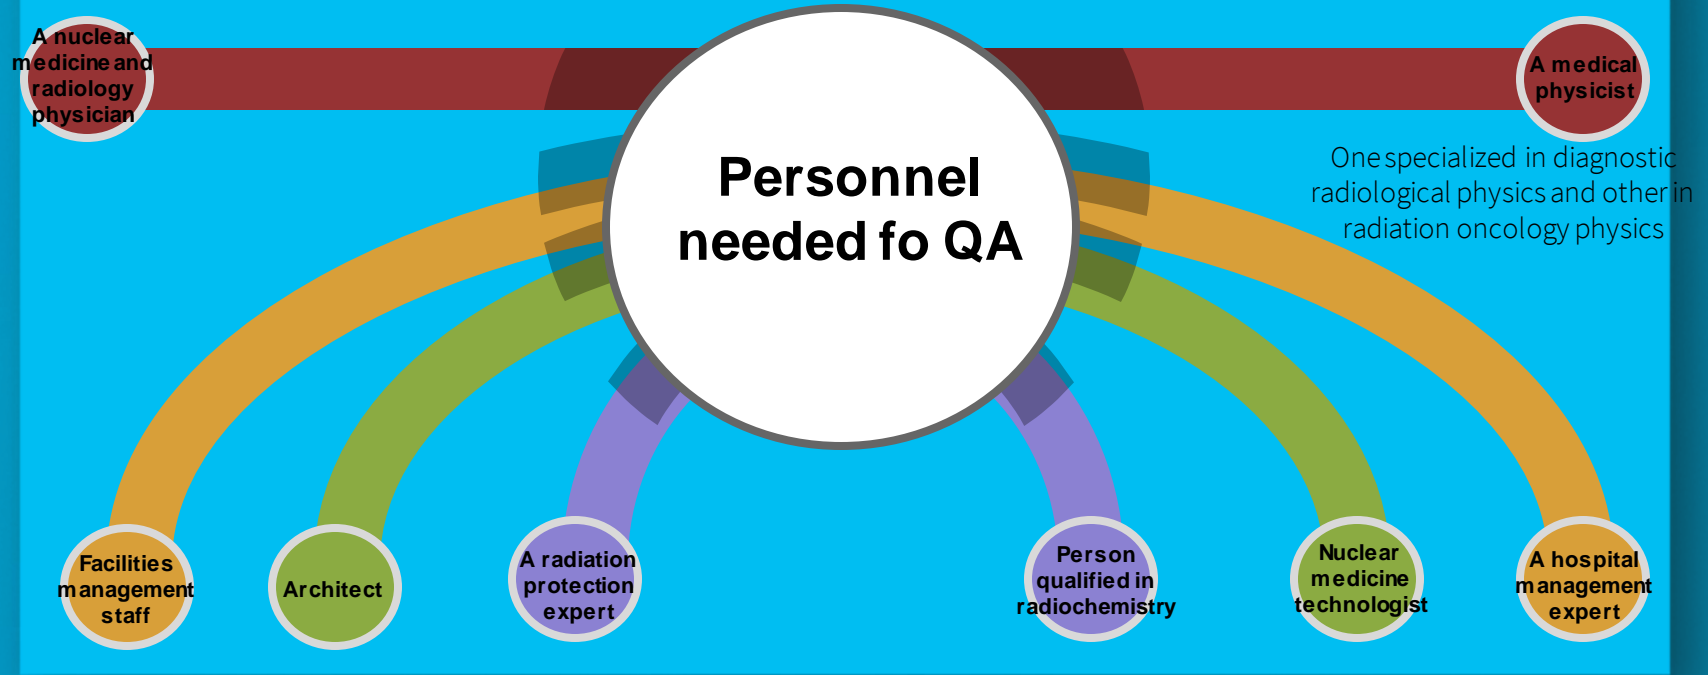 A nuclear
medicine and
radiology
physician
Personnel
needed fo QA
A medical
physicist
One specialized in diagnostic
radiological physics and other in
radiation oncology physics
Facilities
management
staff
Architect
A radiation
protection
expert
Person
qualified in
radiochemistry
Nuclear
medicine
technologist
A hospital
management
expert